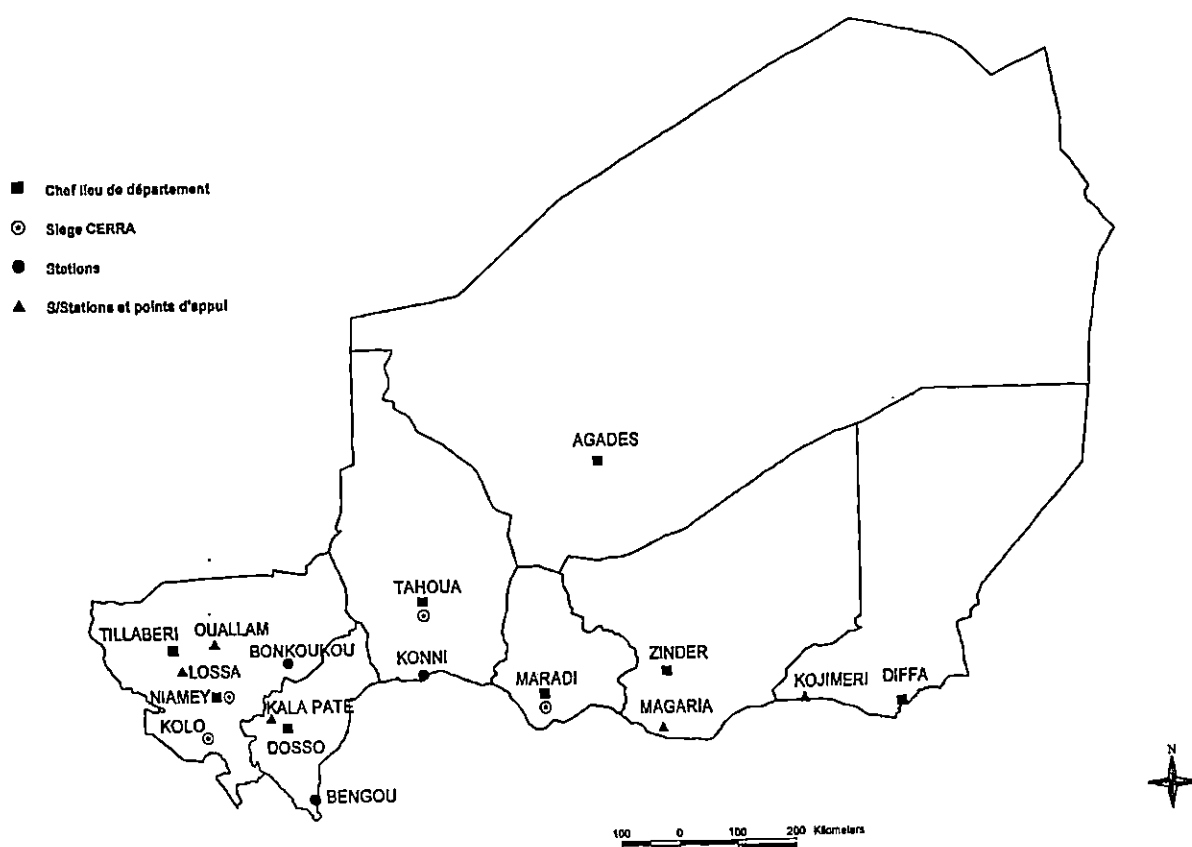 Chef lieu de département
Siège CERRA
Stations
S/Stations et points d'appui
AGADES
TAHOUA
TILLABERI
OUALLAM
BONKOUKOU
LOSSA
KONNI
ZINDER
MARADI
KOJIMERI
DIFFA
NIAMEY
KALA PATE
MAGARIA
KOLO
DOSSO
BENGOU
N
100 0 100 200 Kilometers